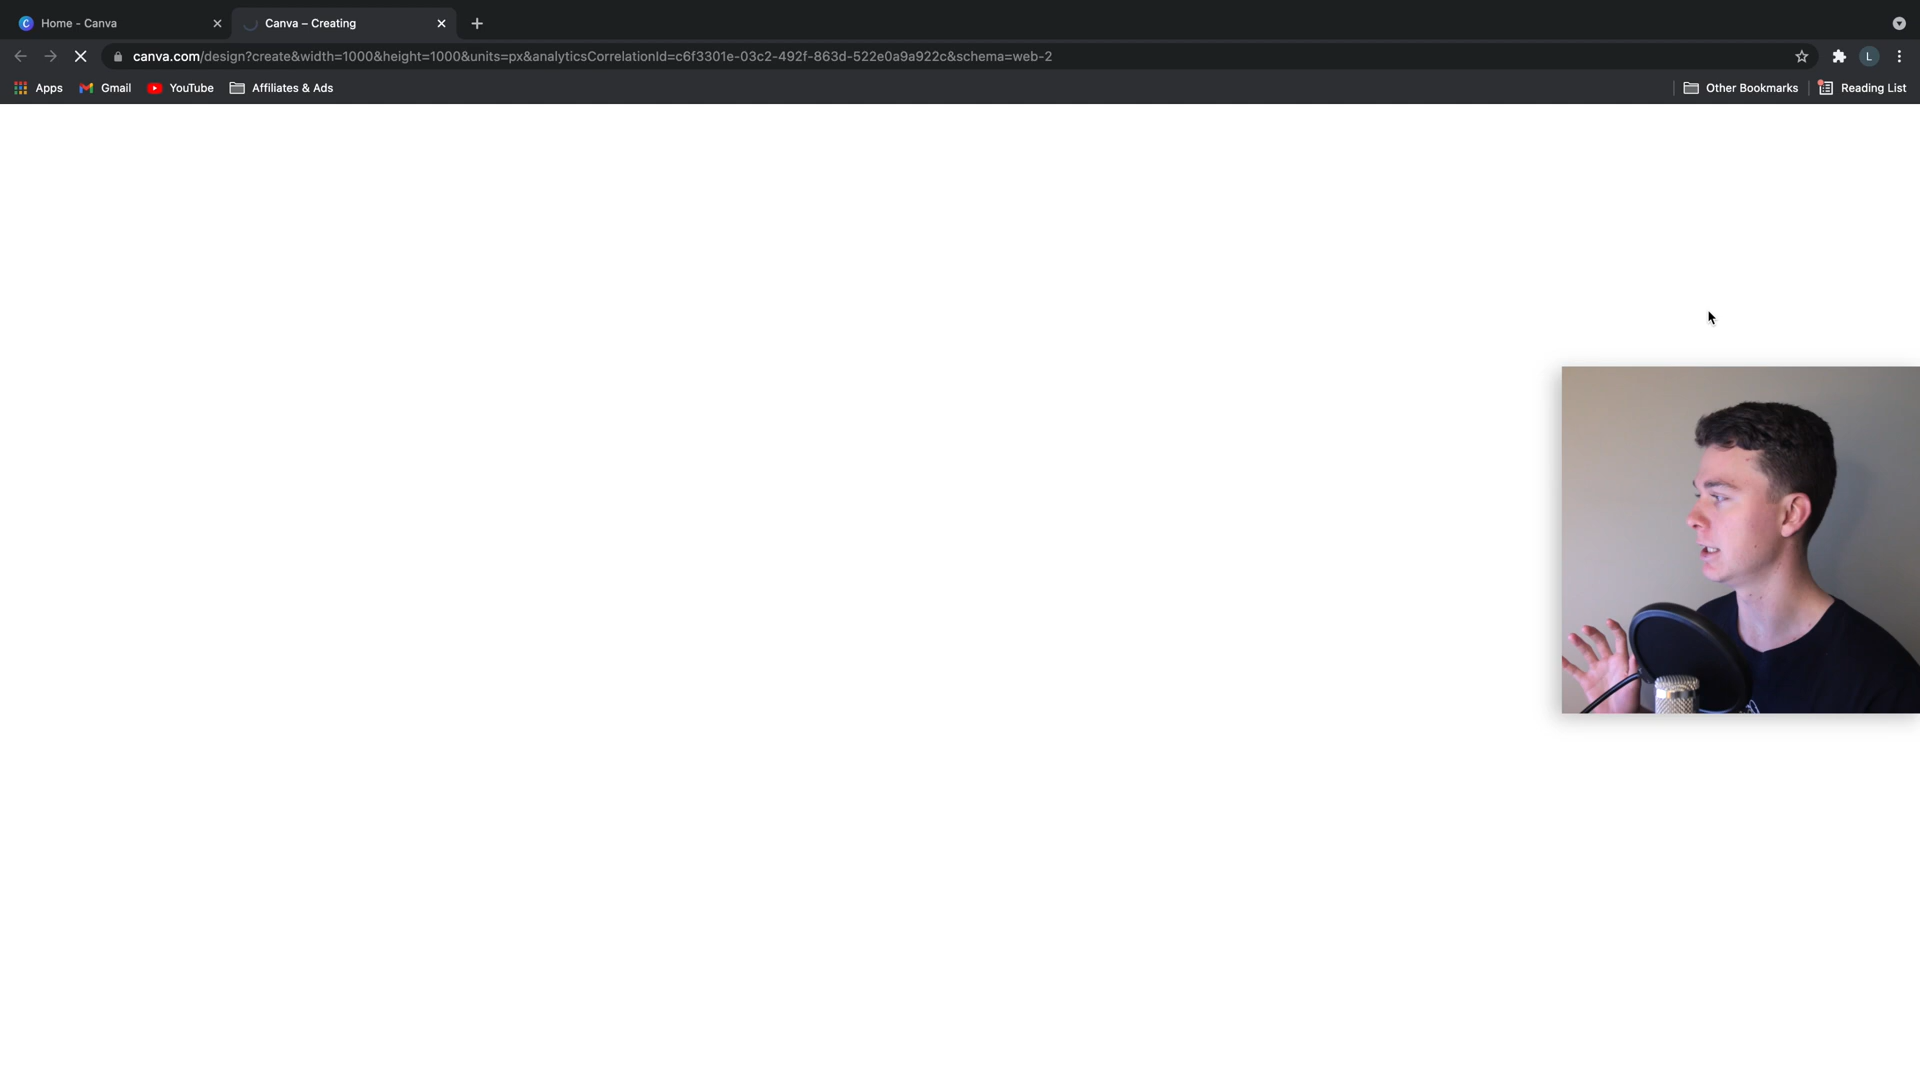 Home - Canva
Canva – Creating
canva.com/design?create&width=1000&height=1000&units=px&analyticsCorrelationId=c6f3301e-03c2-492f-863d-522e0a9a922c&schema=web-2
L
Apps
Gmail
YouTube
Affiliates & Ads
Other Bookmarks
Reading List